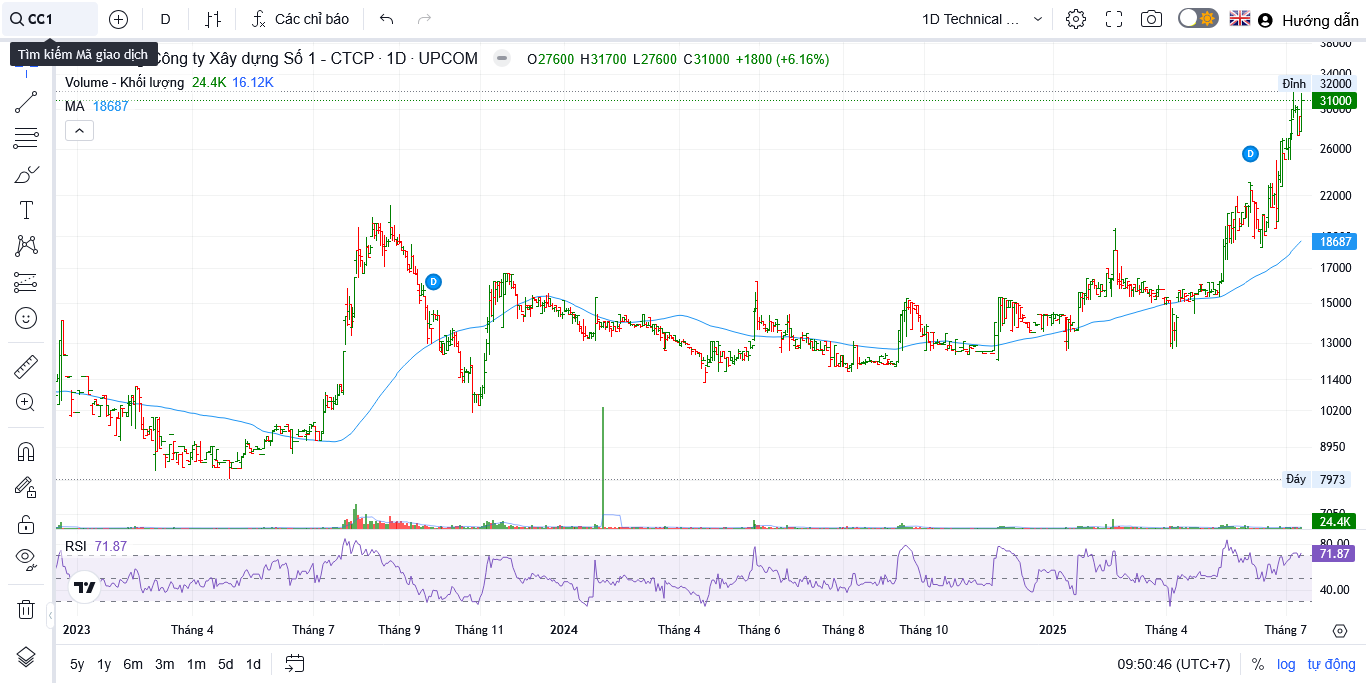 CC1 D Các chỉ báo 1D Technical ... Hướng dẫn
Tìm kiếm Mã giao dịch
Công ty Xây dựng Số 1 - CTCP · 1D · UPCOM O27600 H31700 L27600 C31000 +1800 (+6.16%)
Volume - Khối lượng 24.4K 16.12K
MA 18687
38000
34000
Đỉnh 32000
31000
30000
26000
22000
18687
17000
15000
13000
11400
10200
8950
Đáy 7973
7050
24.4K
D
D
RSI 71.87
80.00
71.87
40.00
2023 Tháng 4 Tháng 7 Tháng 9 Tháng 11 2024 Tháng 4 Tháng 6 Tháng 8 Tháng 10 2025 Tháng 4 Tháng 7
5y 1y 6m 3m 1m 5d 1d 09:50:46 (UTC+7) % log tự động